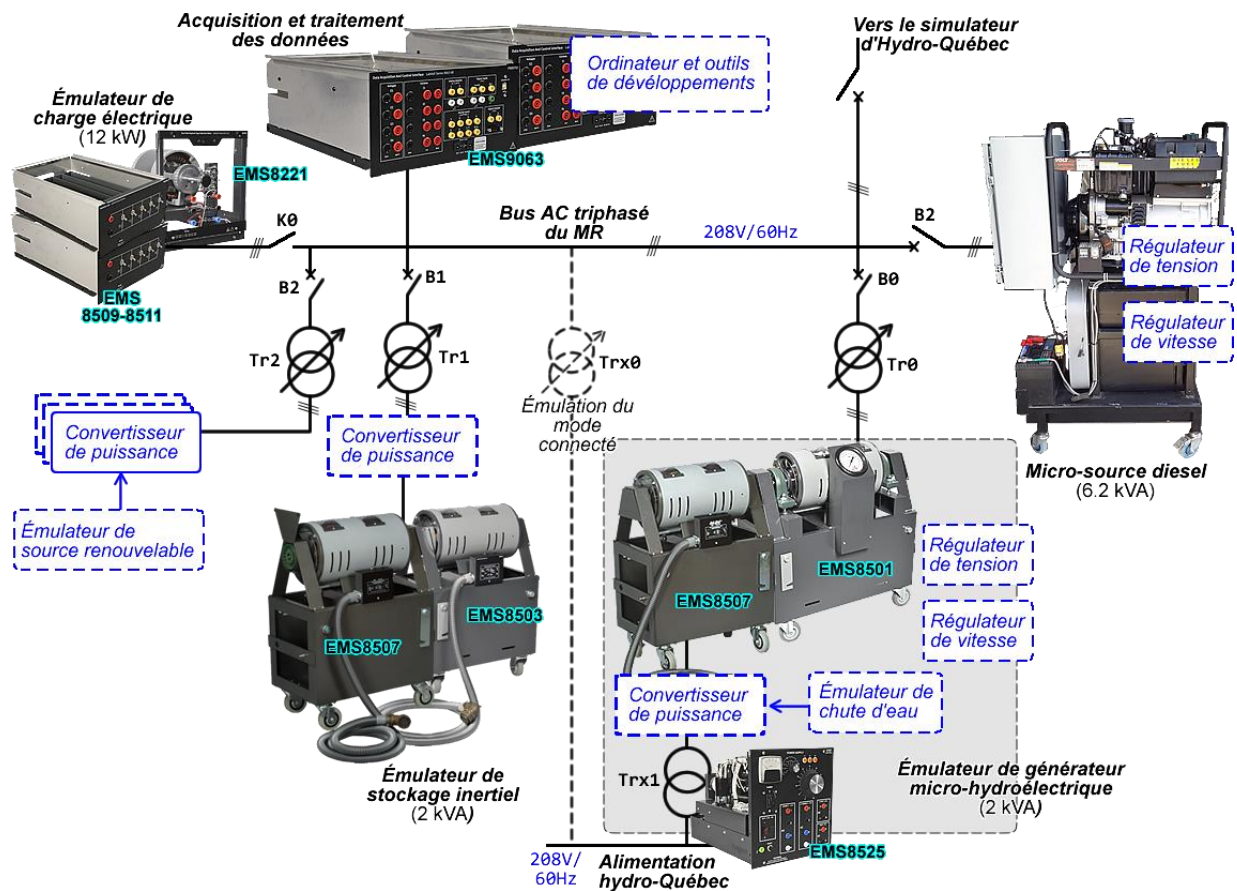 Acquisition et traitement
des données
Ordinateur et outils
de dévéloppements
EMS9063
Vers le simulateur
d'Hydro-Québec
Émulateur de
charge électrique
(12 kW)
EMS8221
EMS
8509-8511
K0
Bus AC triphasé
du MR
208V/60Hz
B2
Régulateur
de tension
Régulateur
de vitesse
Micro-source diesel
(6.2 kVA)
B2
B1
B0
Tr2
Tr1
Trx0
Tr0
Émulation du
mode
connecté
Convertisseur
de puissance
Convertisseur
de puissance
Émulateur de
source renouvelable
EMS8507
EMS8503
Émulateur de
stockage inertiel
(2 kVA)
EMS8507
EMS8501
Régulateur
de tension
Régulateur
de vitesse
Convertisseur
de puissance
Émulateur de
chute d'eau
Trx1
Émulateur de générateur
micro-hydroélectrique
(2 kVA)
EMS8525
208V/
60Hz
Alimentation
hydro-Québec